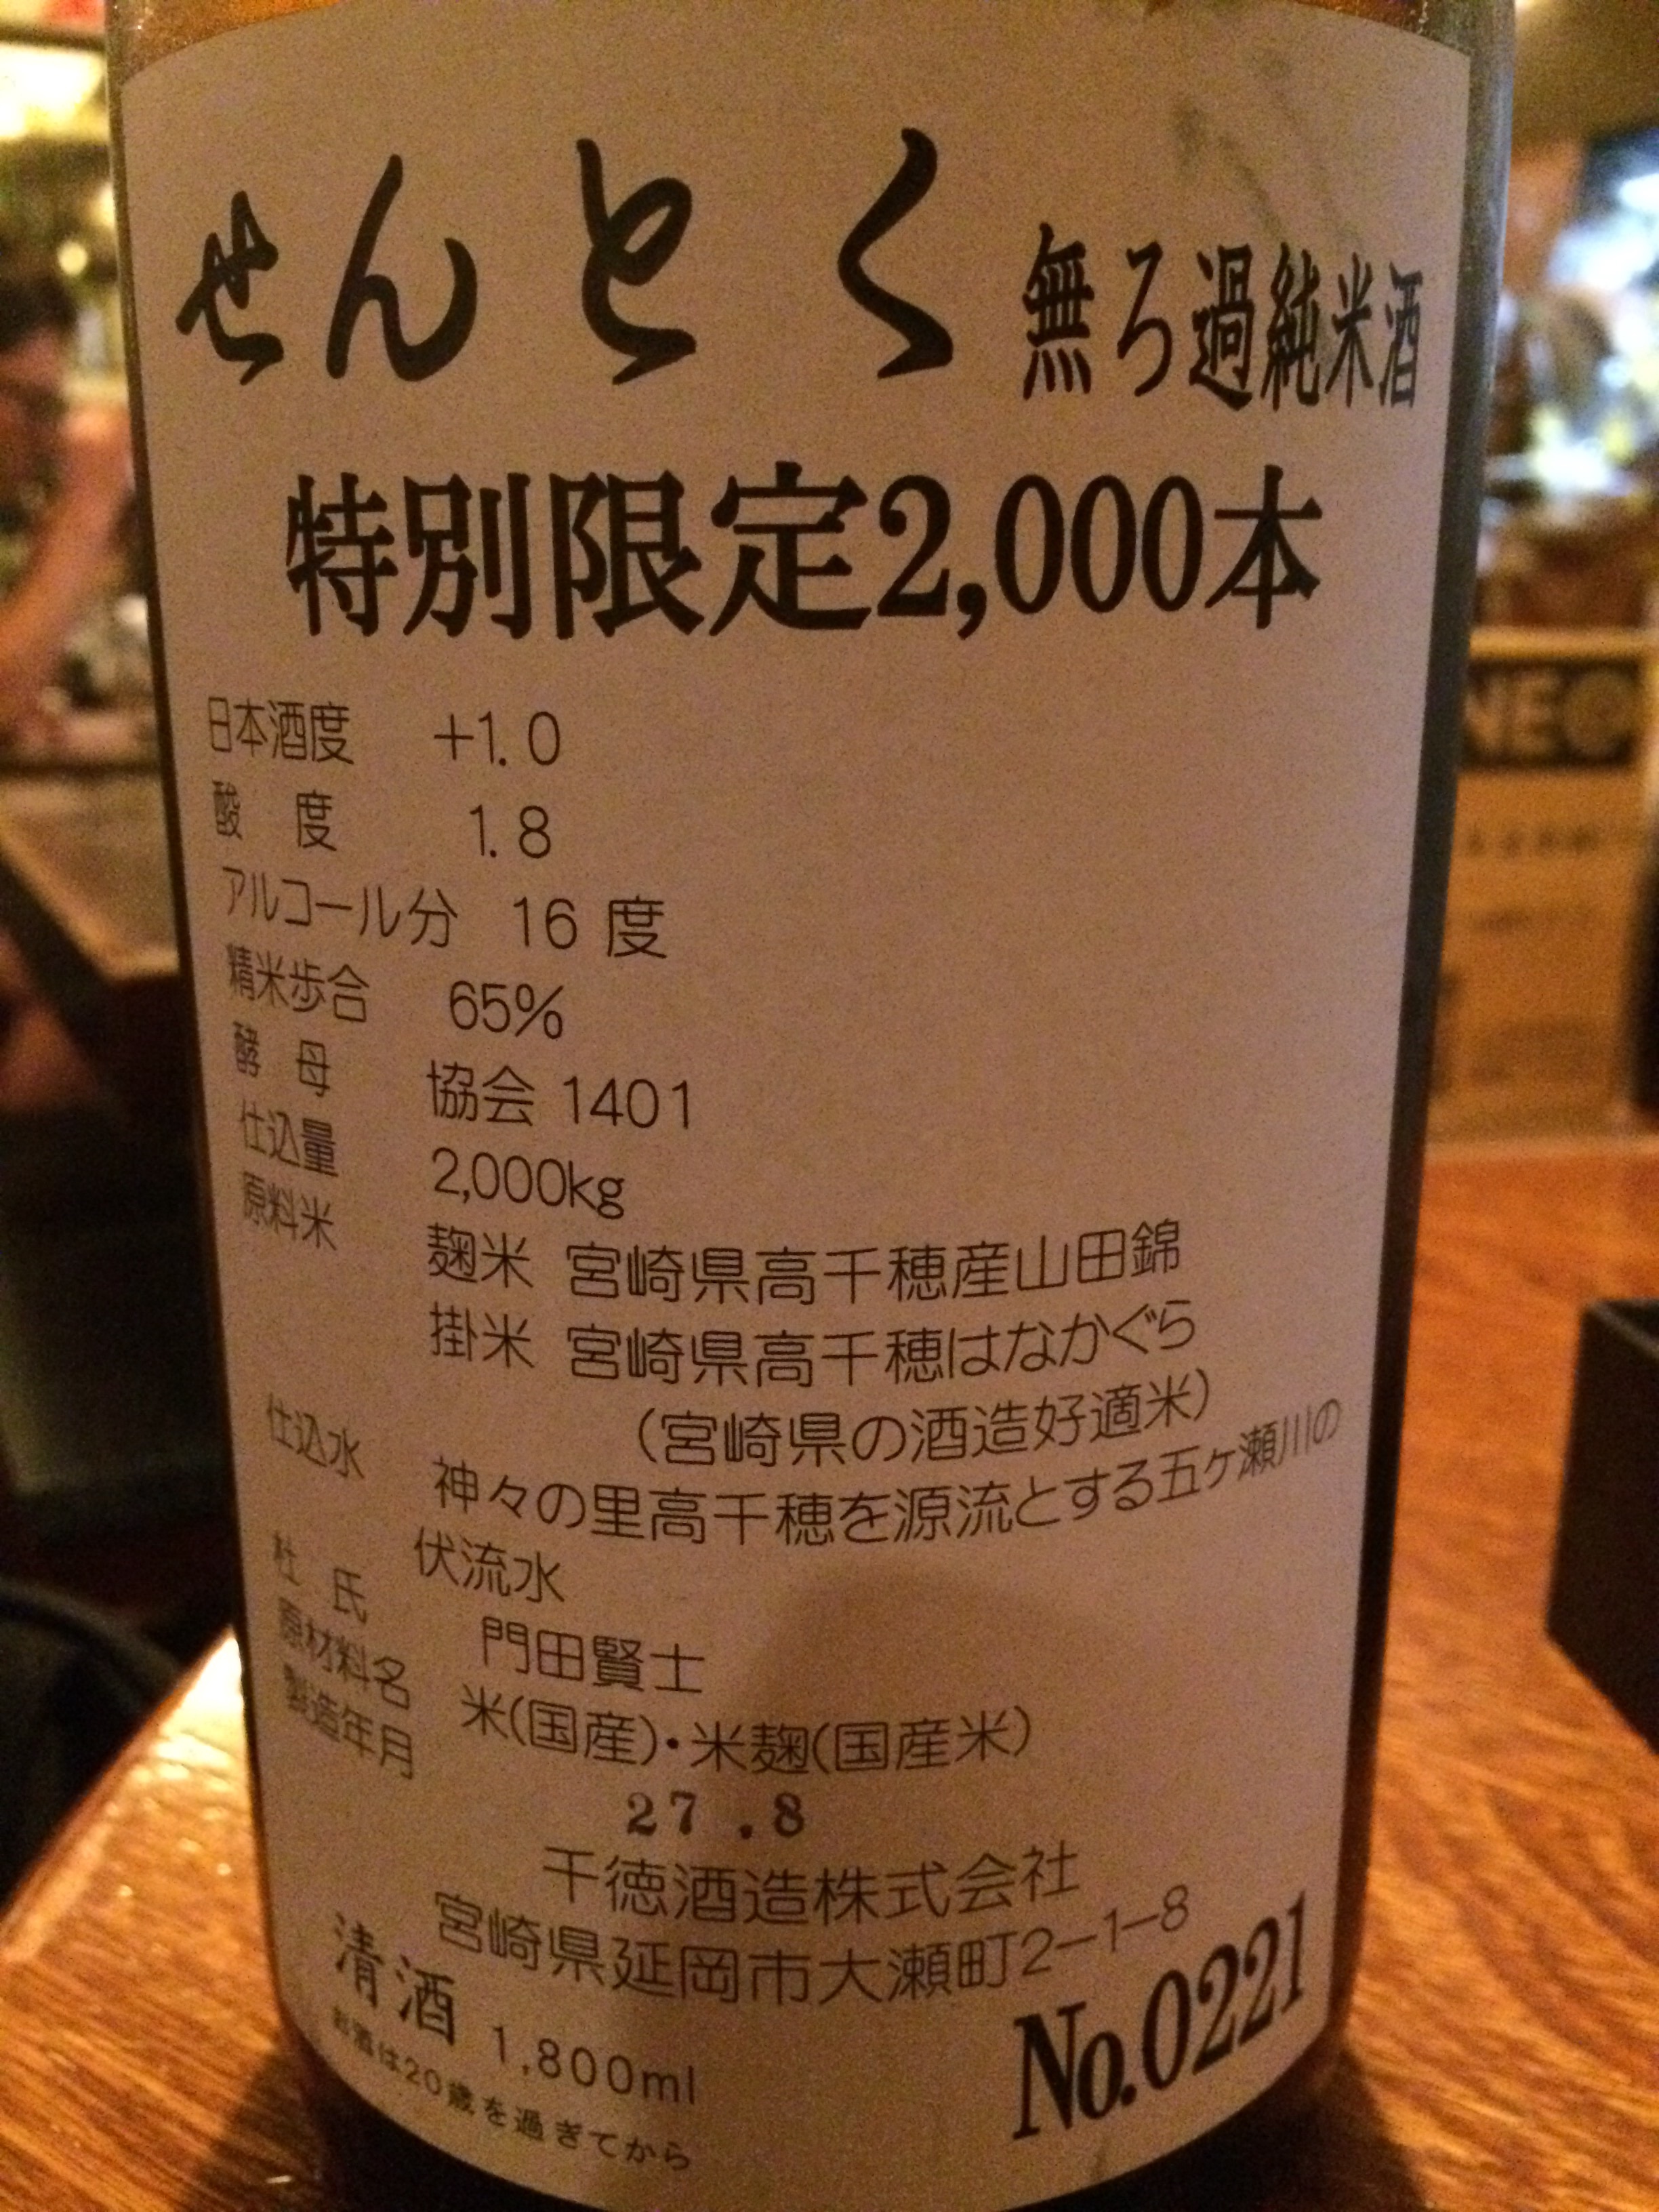 せんとく 無ろ過純米酒
特別限定2,000本
日本酒度 +1.0
酸 度 1.8
アルコール分 16 度
精米歩合 65%
酵 母 協会 1401
仕込量 2,000kg
原料米 麹米 宮崎県高千穂産山田錦
掛米 宮崎県高千穂はなかぐら
(宮崎県の酒造好適米)
仕込水 神々の里高千穂を源流とする五ケ瀬川の
伏流水
杜 氏 門田賢士
原材料名 米(国産)・米麹(国産米)
製造年月 27.8
千徳酒造株式会社
宮崎県延岡市大瀬町2-1-8
清酒 1,800ml
No.0221
お酒は20歳を過ぎてから
NEO